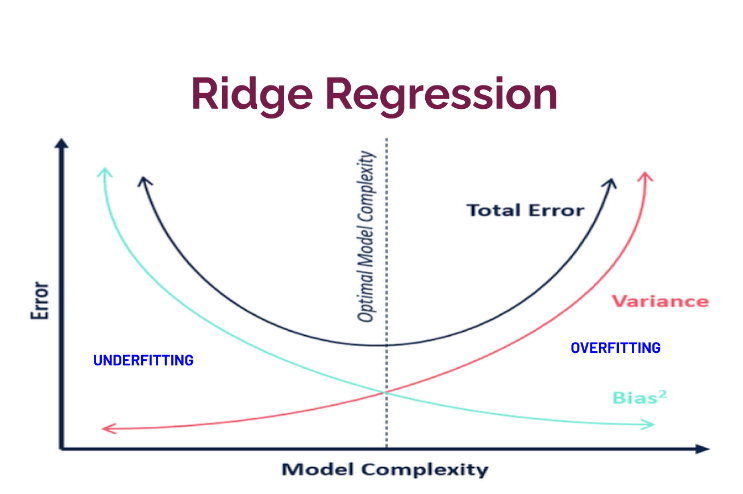 Ridge Regression
Optimal Model Complexity
Total Error
Error
Variance
UNDERFITTING
OVERFITTING
Bias²
Model Complexity